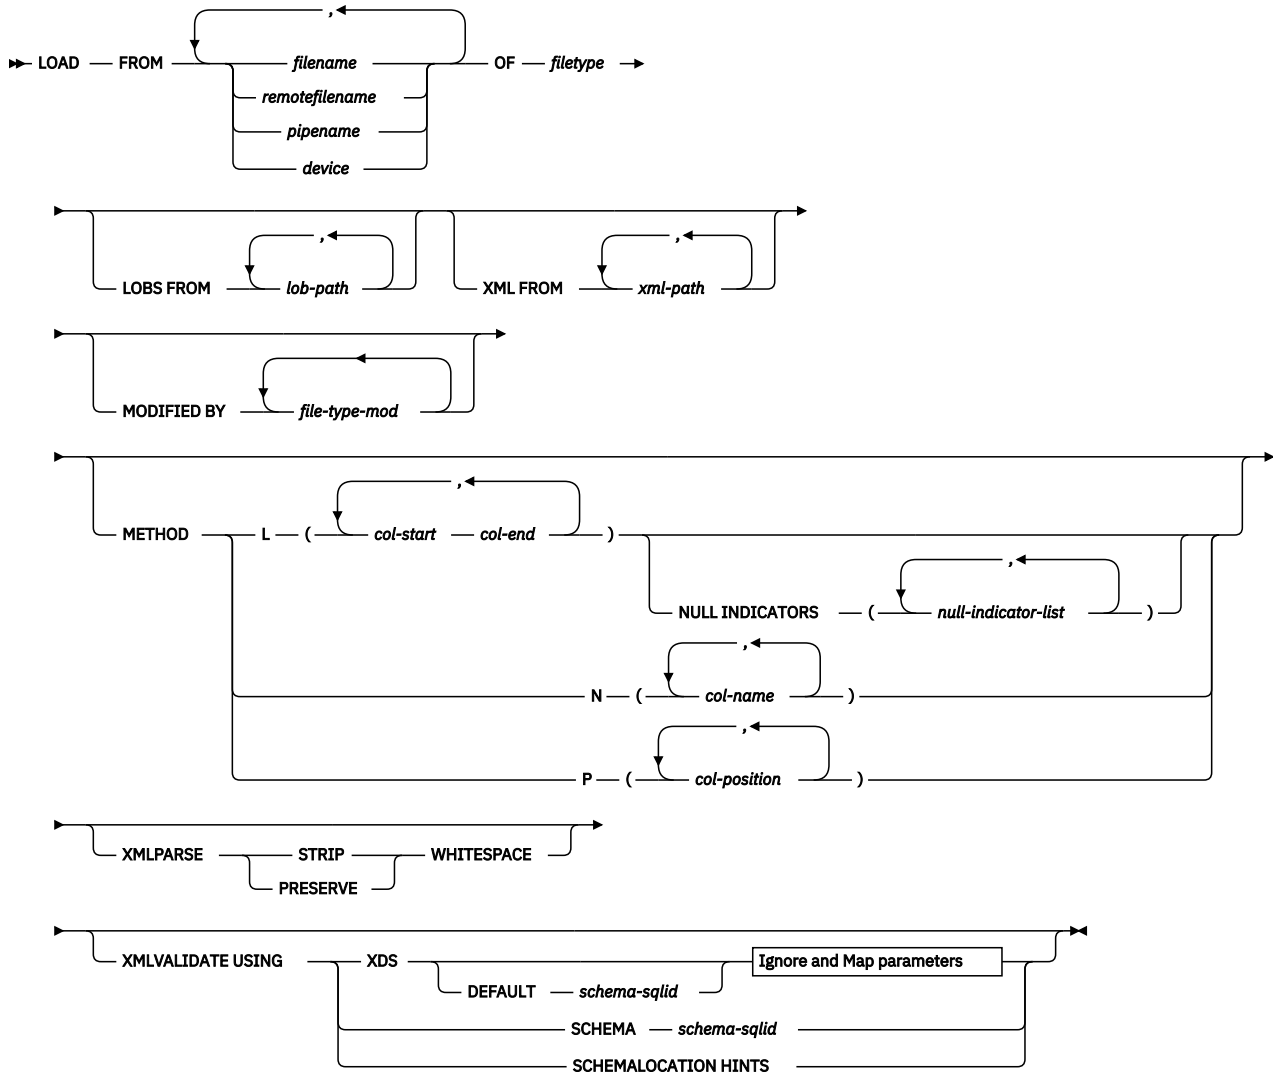 ,
LOAD FROM filename OF filetype
remotefilename
pipename
device
, ,
LOBS FROM lob-path XML FROM xml-path
MODIFIED BY file-type-mod
,
METHOD L ( col-start col-end )
,
NULL INDICATORS ( null-indicator-list )
,
N ( col-name )
,
P ( col-position )
XMLPARSE STRIP WHITESPACE
PRESERVE
XMLVALIDATE USING XDS Ignore and Map parameters
DEFAULT schema-sqlid
SCHEMA schema-sqlid
SCHEMALOCATION HINTS